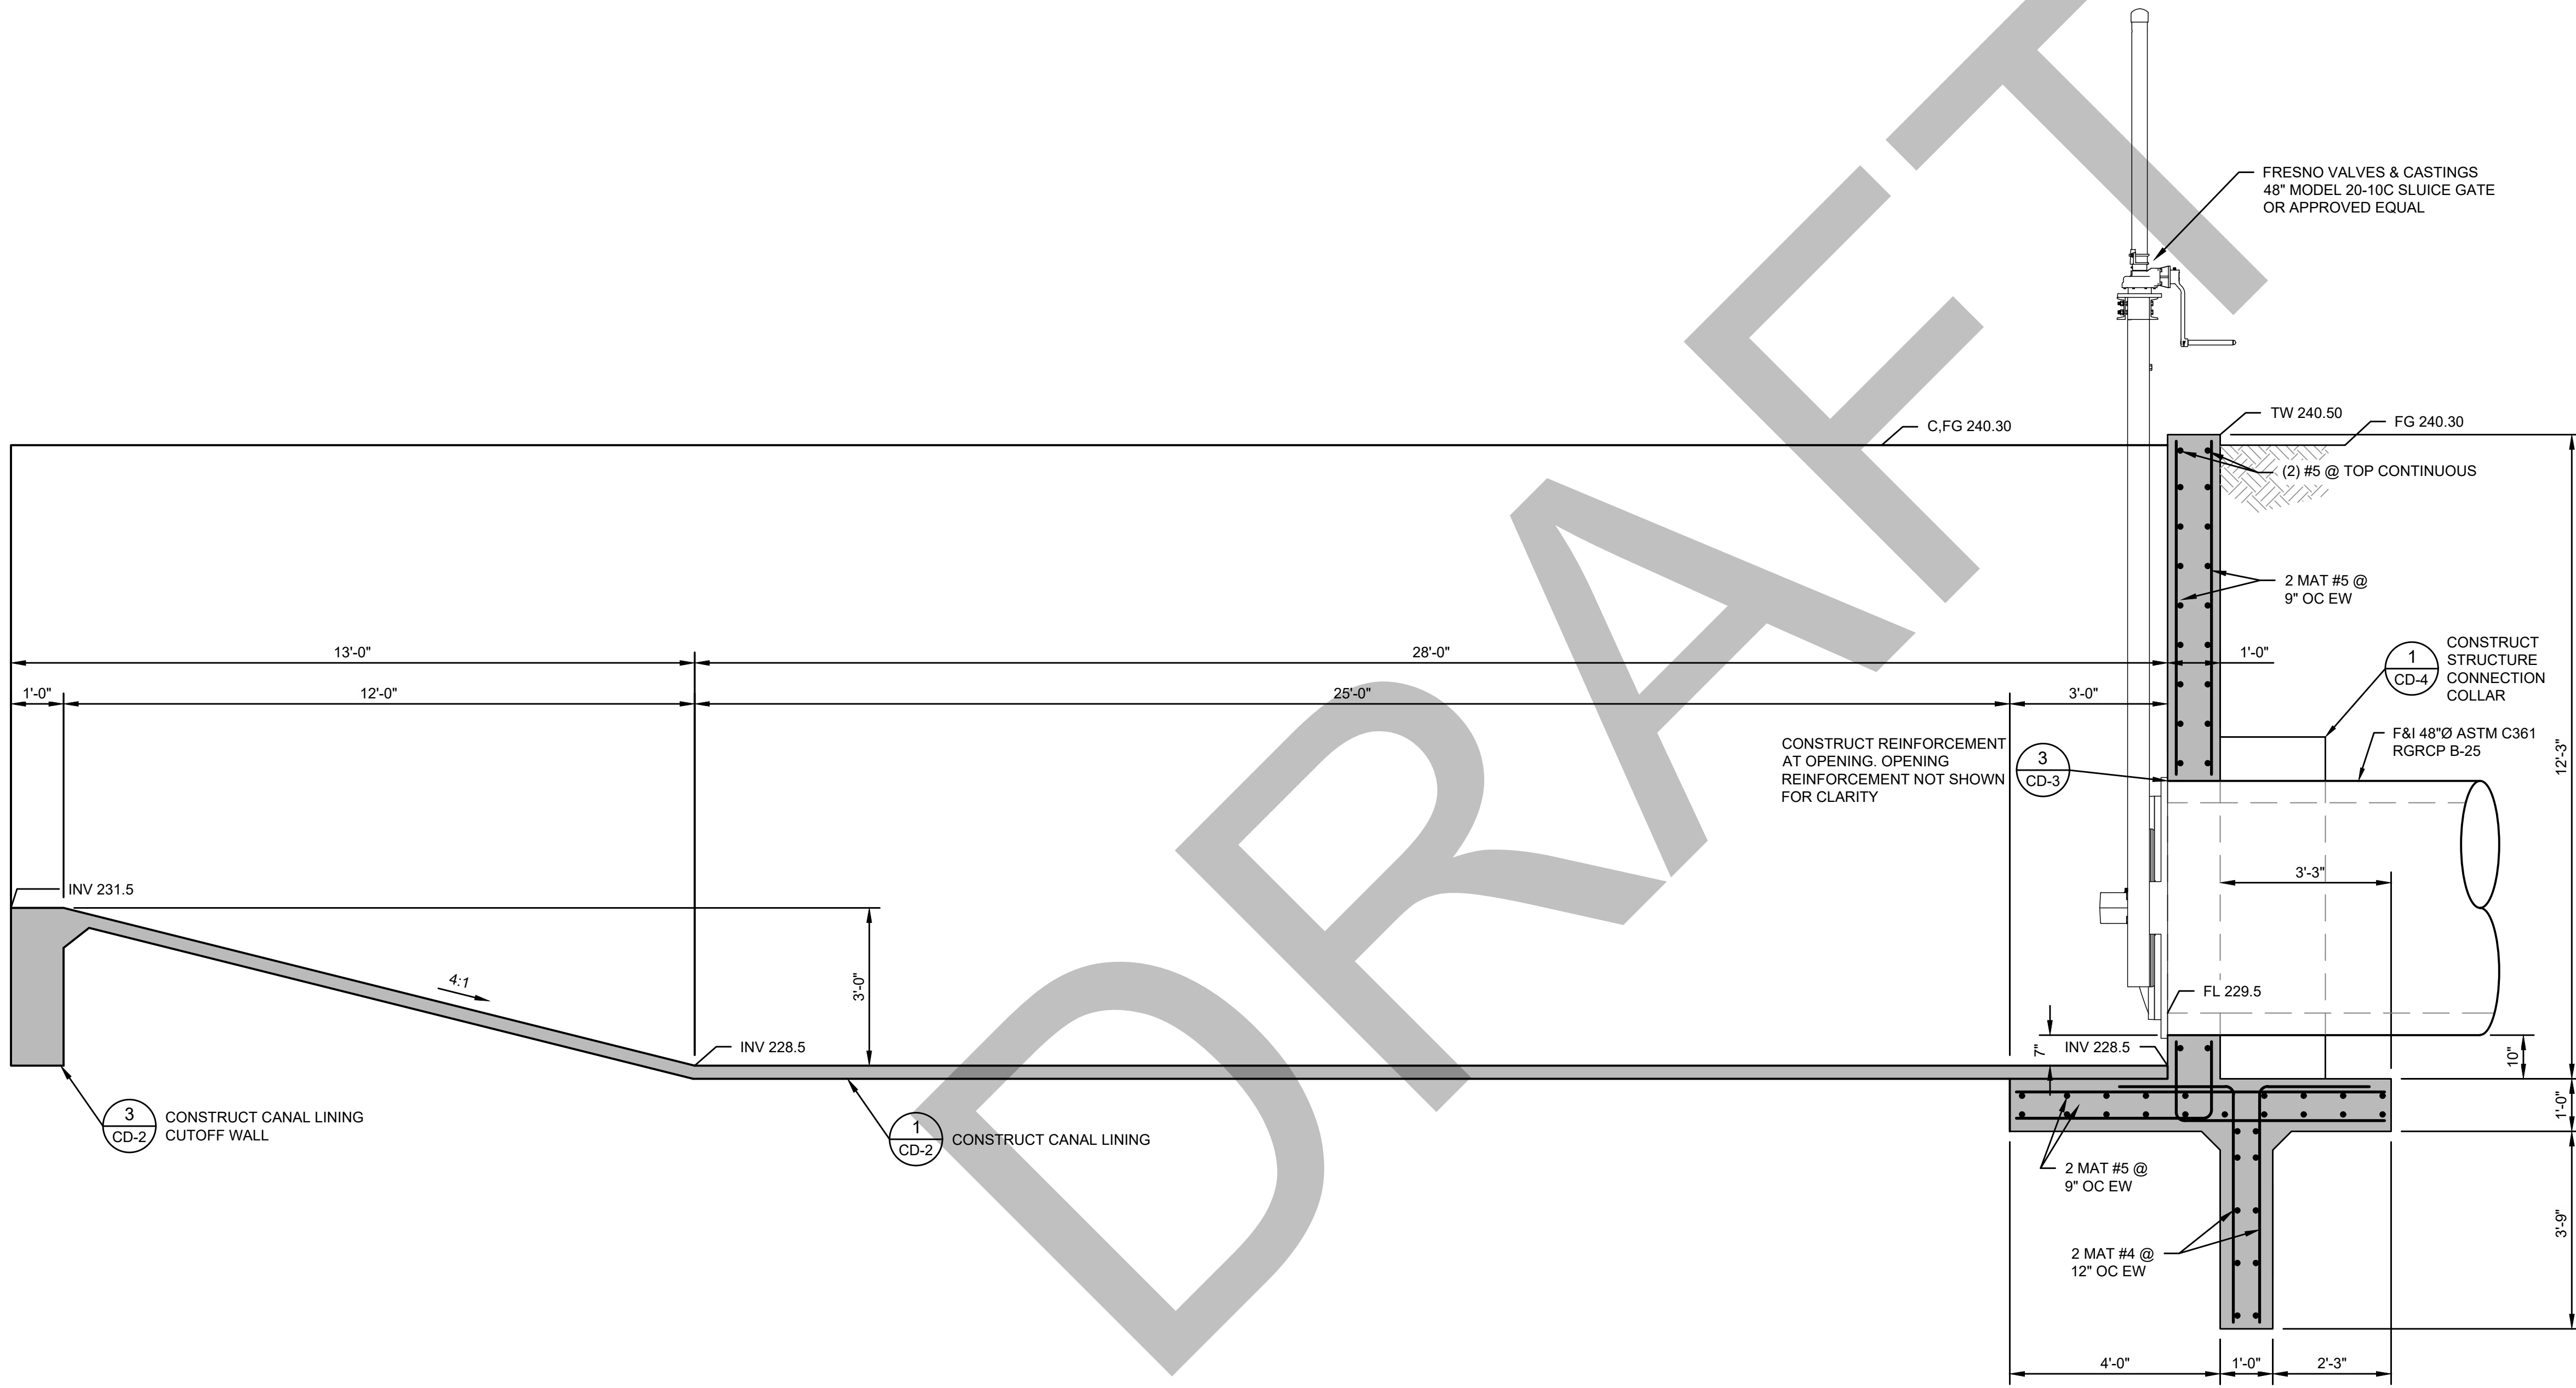 FRESNO VALVES & CASTINGS
48" MODEL 20-10C SLUICE GATE
OR APPROVED EQUAL
TW 240.50
FG 240.30
C,FG 240.30
(2) #5 @ TOP CONTINUOUS
2 MAT #5 @
9" OC EW
13'-0"
28'-0"
1'-0"
1'-0"
12'-0"
25'-0"
3'-0"
1
CD-4
CONSTRUCT
STRUCTURE
CONNECTION
COLLAR
F&I 48"Ø ASTM C361
RGRCP B-25
12'-3"
CONSTRUCT REINFORCEMENT
AT OPENING. OPENING
REINFORCEMENT NOT SHOWN
FOR CLARITY
3
CD-3
3'-3"
INV 231.5
4:1
3'-0"
FL 229.5
INV 228.5
7"
INV 228.5
10"
3
CD-2
CONSTRUCT CANAL LINING
CUTOFF WALL
1
CD-2
CONSTRUCT CANAL LINING
1'-0"
2 MAT #5 @
9" OC EW
3'-9"
2 MAT #4 @
12" OC EW
4'-0"
1'-0"
2'-3"
DRAFT